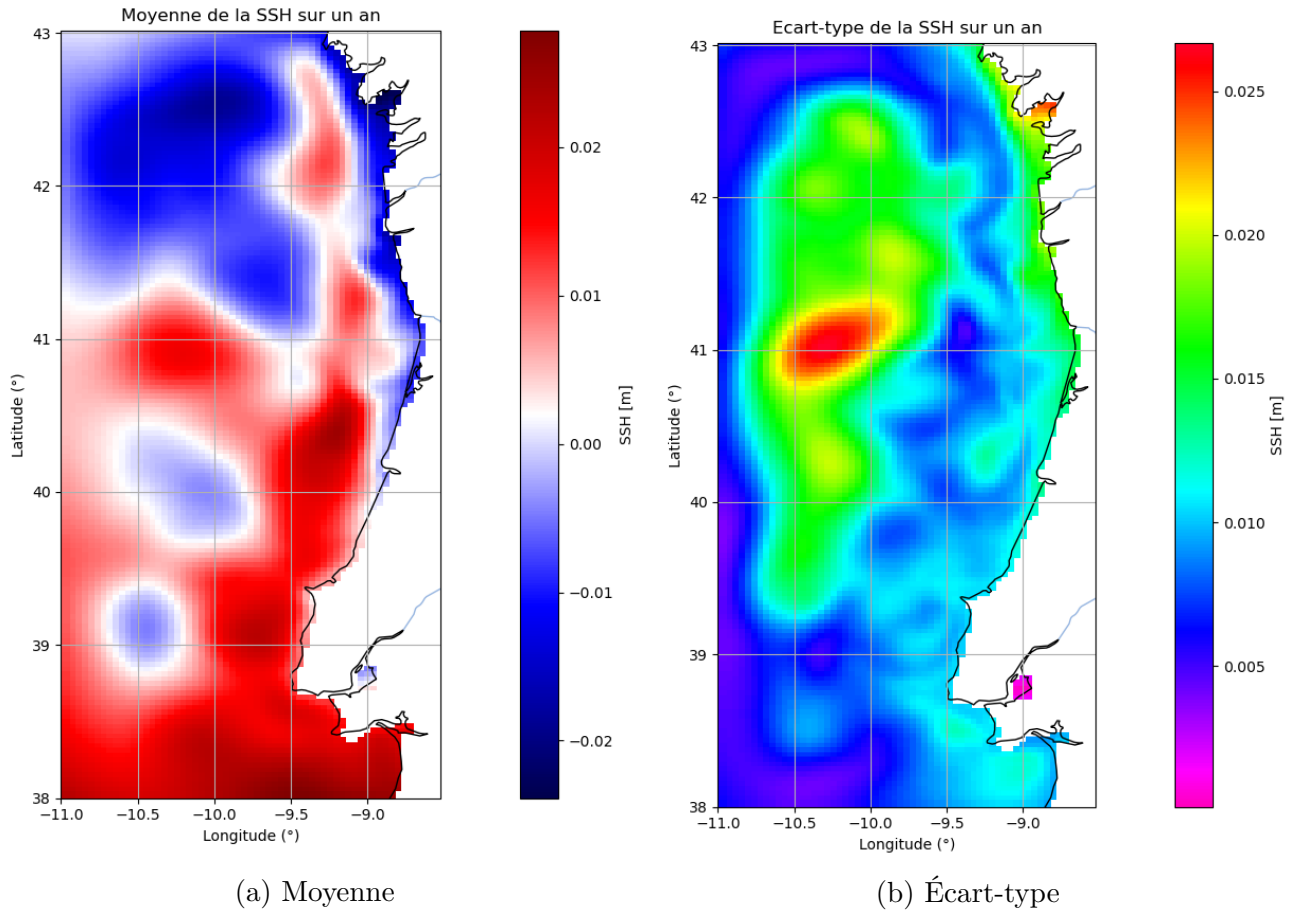 Moyenne de la SSH sur un an
43
42
41
40
39
38
Latitude (°)
−11.0 −10.5 −10.0 −9.5 −9.0
Longitude (°)
0.02
0.01
0.00
−0.01
−0.02
SSH [m]
(a) Moyenne
Ecart-type de la SSH sur un an
43
42
41
40
39
38
Latitude (°)
−11.0 −10.5 −10.0 −9.5 −9.0
Longitude (°)
0.025
0.020
0.015
0.010
0.005
SSH [m]
(b) Écart-type